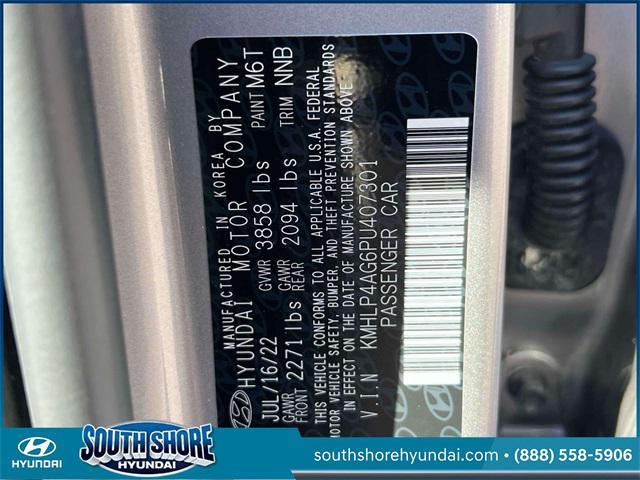 MANUFACTURED IN KOREA BY
HYUNDAI MOTOR COMPANY
JUL/16/22 GVWR 3858 lbs PAINT M6T
GAWR FRONT 2271 lbs GAWR REAR 2094 lbs TRIM NNB
THIS VEHICLE CONFORMS TO ALL APPLICABLE U.S.A. FEDERAL
MOTOR VEHICLE SAFETY, BUMPER, AND THEFT PREVENTION STANDARDS
IN EFFECT ON THE DATE OF MANUFACTURE SHOWN ABOVE
V.I.N KMHLP4AG6PU407301
PASSENGER CAR
HYUNDAI
SOUTH SHORE
HYUNDAI
southshorehyundai.com • (888) 558-5906